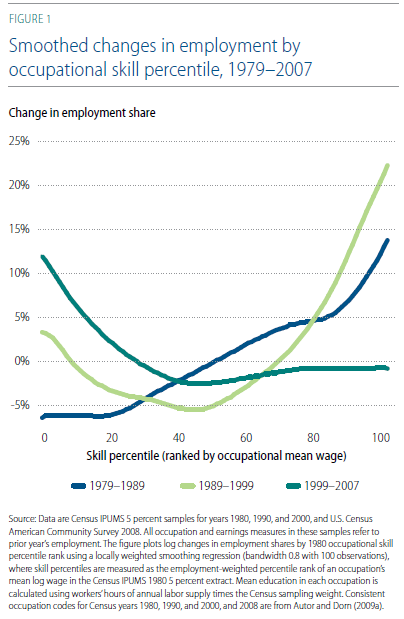 FIGURE 1
Smoothed changes in employment by
occupational skill percentile, 1979–2007
Change in employment share
25%
20%
15%
10%
5%
0%
-5%
0 20 40 60 80 100
Skill percentile (ranked by occupational mean wage)
1979–1989 1989–1999 1999–2007
Source: Data are Census IPUMS 5 percent samples for years 1980, 1990, and 2000, and U.S. Census
American Community Survey 2008. All occupation and earnings measures in these samples refer to
prior year's employment. The figure plots log changes in employment shares by 1980 occupational skill
percentile rank using a locally weighted smoothing regression (bandwidth 0.8 with 100 observations),
where skill percentiles are measured as the employment-weighted percentile rank of an occupation's
mean log wage in the Census IPUMS 1980 5 percent extract. Mean education in each occupation is
calculated using workers' hours of annual labor supply times the Census sampling weight. Consistent
occupation codes for Census years 1980, 1990, and 2000, and 2008 are from Autor and Dorn (2009a).